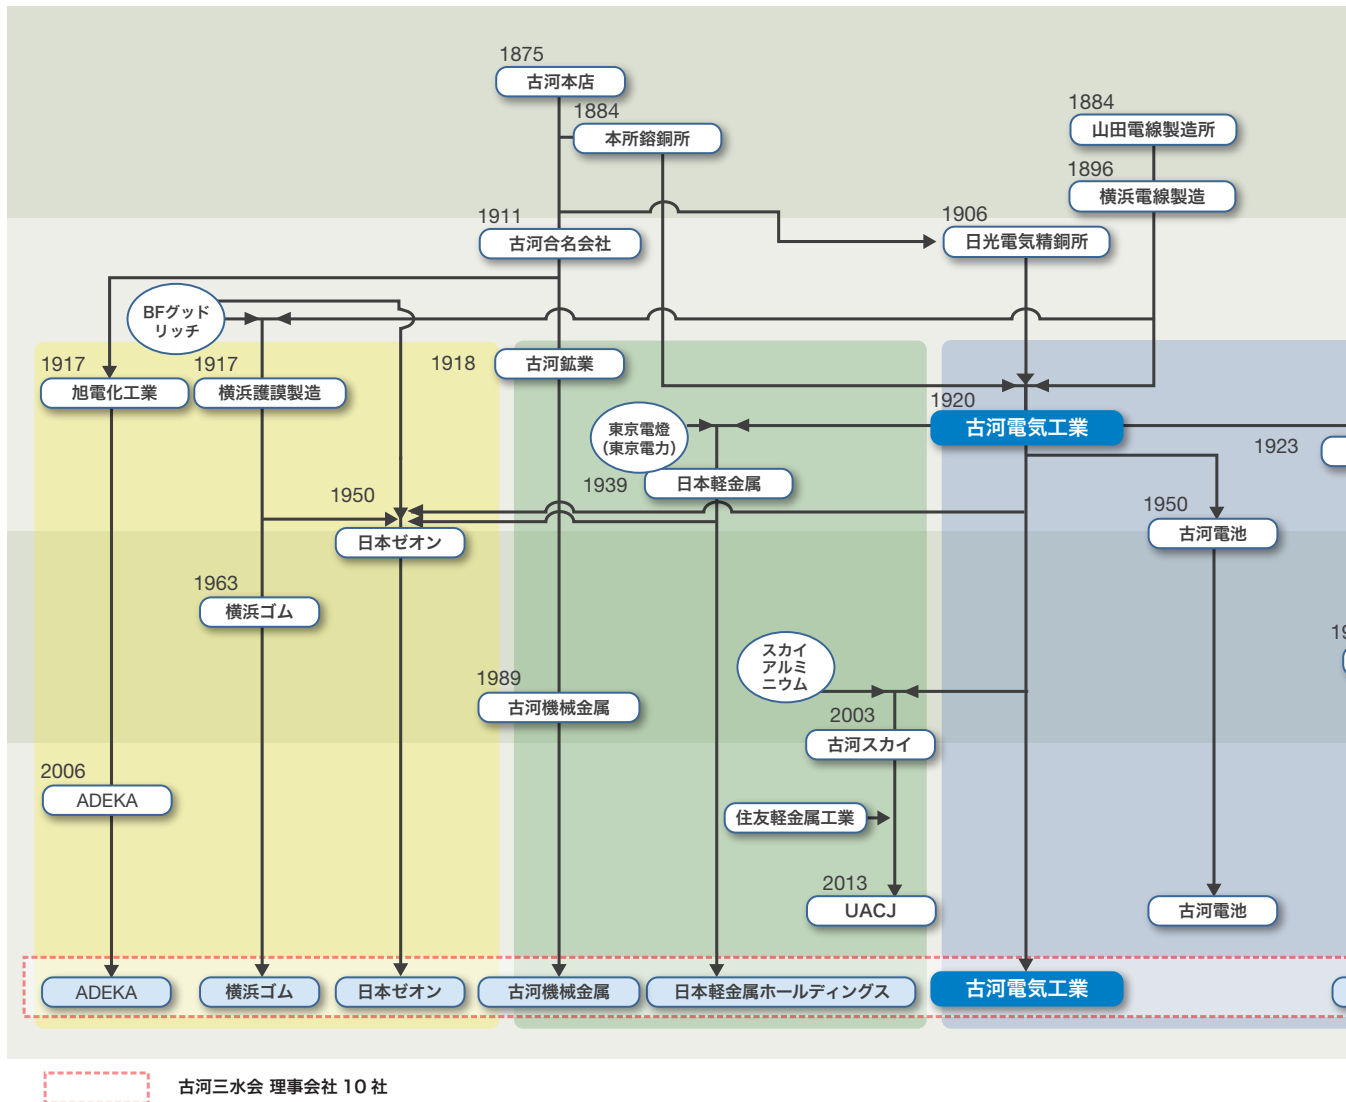 1875
古河本店
1884
本所鎔銅所
1884
山田電線製造所
1896
横浜電線製造
1911
古河合名会社
1906
日光電気精銅所
BFグッド
リッチ
1917
旭電化工業
1917
横浜護謨製造
1918
古河鉱業
1920
古河電気工業
東京電燈
(東京電力)
1923
1939
日本軽金属
1950
日本ゼオン
1950
古河電池
1963
横浜ゴム
スカイ
アルミ
ニウム
1989
古河機械金属
2003
古河スカイ
2006
ADEKA
住友軽金属工業
2013
UACJ
古河電池
ADEKA
横浜ゴム
日本ゼオン
古河機械金属
日本軽金属ホールディングス
古河電気工業
古河三水会 理事会社 10 社